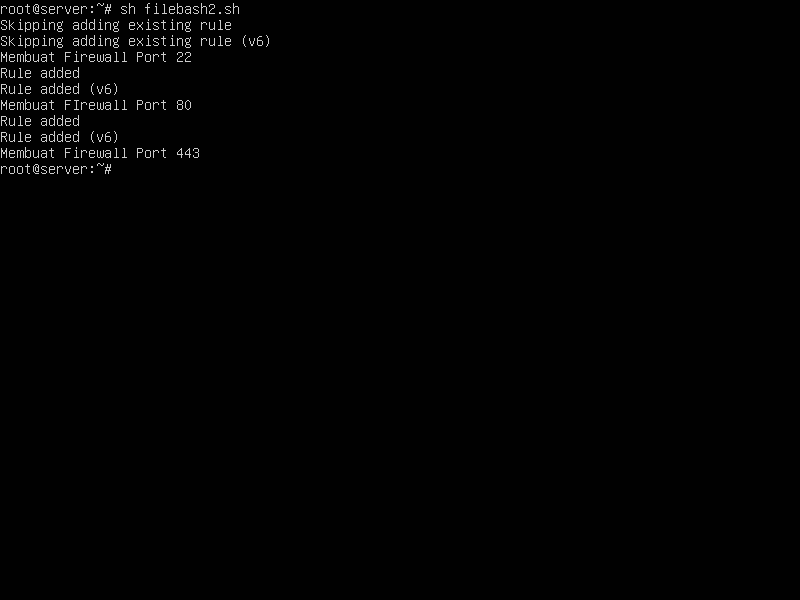 root@server:~# sh filebash2.sh
Skipping adding existing rule
Skipping adding existing rule (v6)
Membuat Firewall Port 22
Rule added
Rule added (v6)
Membuat FIrewall Port 80
Rule added
Rule added (v6)
Membuat Firewall Port 443
root@server:~#